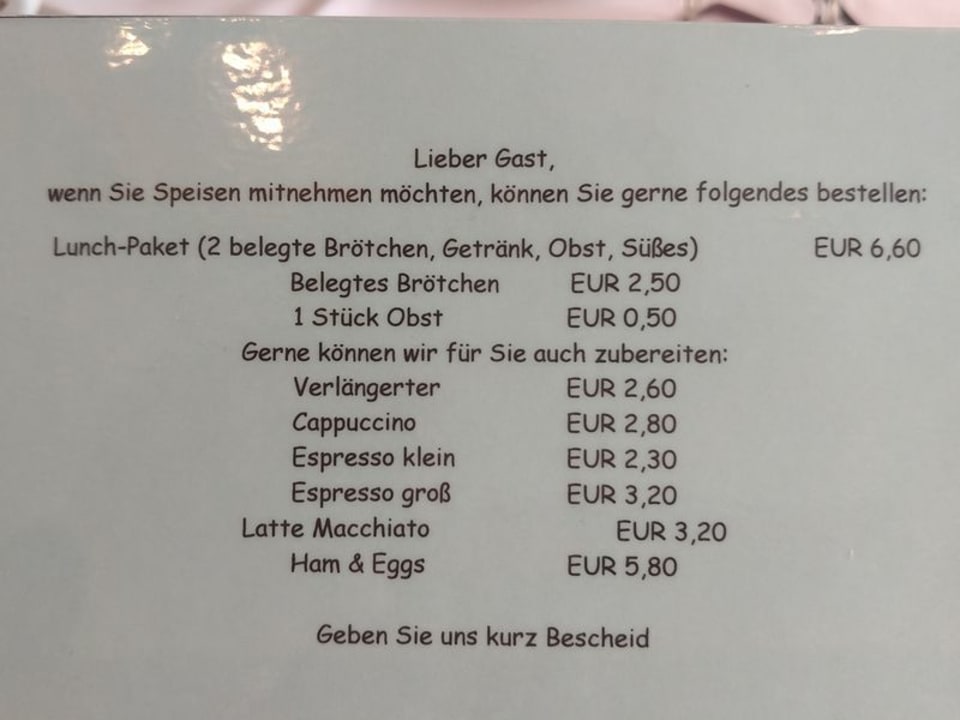 Lieber Gast,
wenn Sie Speisen mitnehmen möchten, können Sie gerne folgendes bestellen:
Lunch-Paket (2 belegte Brötchen, Getränk, Obst, Süßes) EUR 6,60
Belegtes Brötchen EUR 2,50
1 Stück Obst EUR 0,50
Gerne können wir für Sie auch zubereiten:
Verlängerter EUR 2,60
Cappuccino EUR 2,80
Espresso klein EUR 2,30
Espresso groß EUR 3,20
Latte Macchiato EUR 3,20
Ham & Eggs EUR 5,80
Geben Sie uns kurz Bescheid